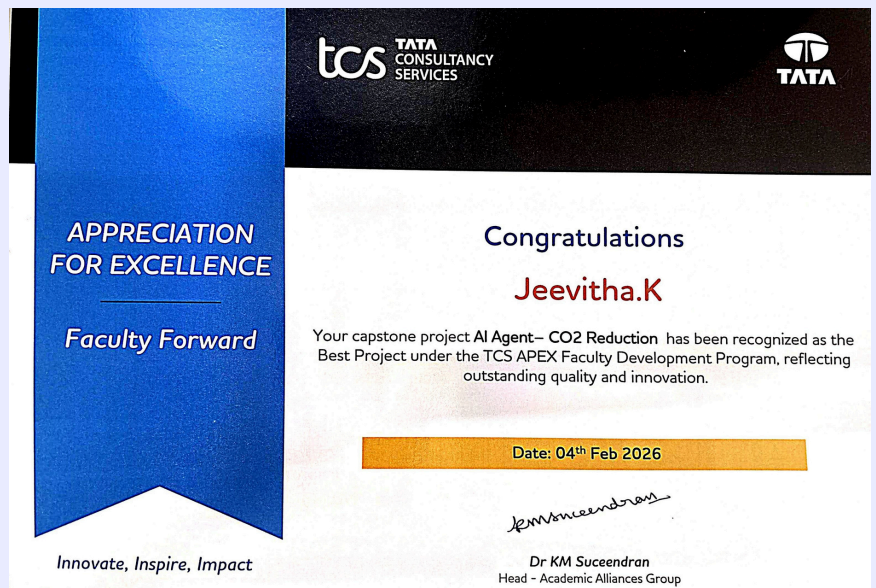 tcs TATA
CONSULTANCY
SERVICES
TATA
APPRECIATION
FOR EXCELLENCE
Faculty Forward
Innovate, Inspire, Impact
Congratulations
Jeevitha.K
Your capstone project AI Agent– CO2 Reduction has been recognized as the
Best Project under the TCS APEX Faculty Development Program, reflecting
outstanding quality and innovation.
Date: 04th Feb 2026
kmsuceendran
Dr KM Suceendran
Head - Academic Alliances Group